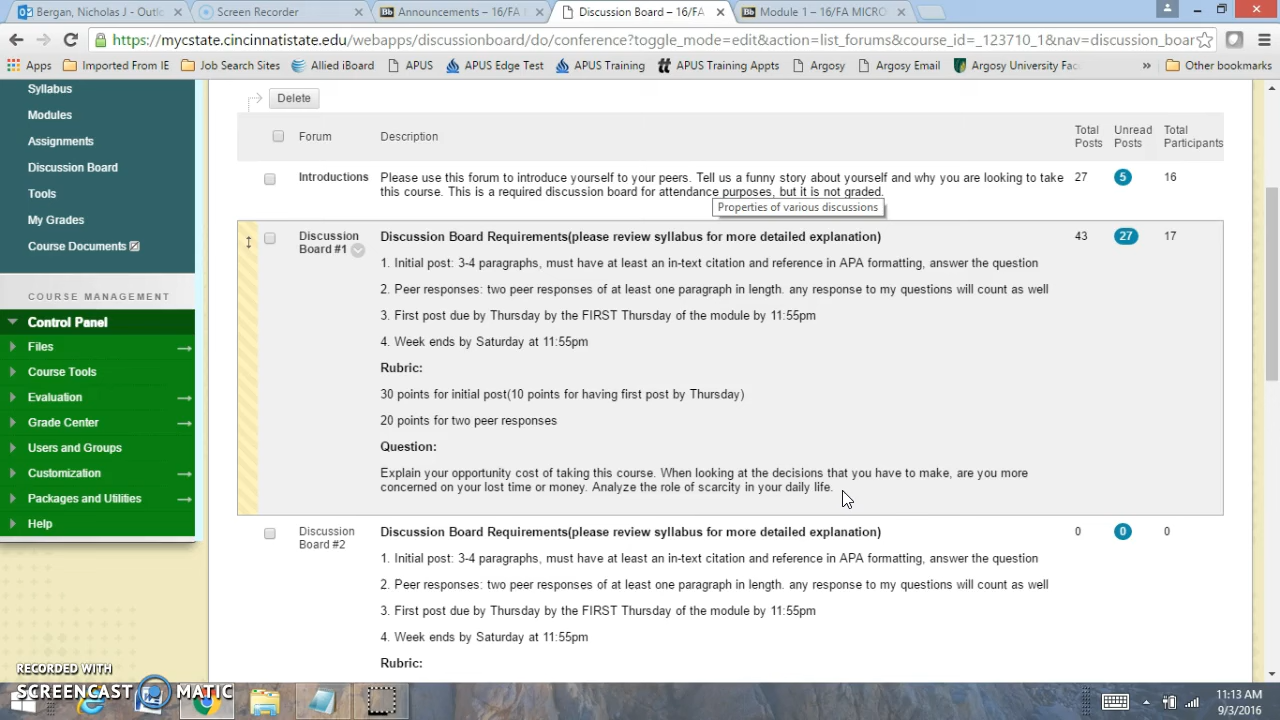 Bergan, Nicholas J - Outl
Screen Recorder
Announcements – 16/FA I
Discussion Board – 16/FA
Module 1 – 16/FA MICRO
https://mycstate.cincinnatistate.edu/webapps/discussionboard/do/conference?toggle_mode=edit&action=list_forums&course_id=_123710_1&nav=discussion_boar
Apps
Imported From IE
Job Search Sites
Allied iBoard
APUS
APUS Edge Test
APUS Training
APUS Training Appts
Argosy
Argosy Email
Argosy University Fac
»
Other bookmarks
Syllabus
Modules
Assignments
Discussion Board
Tools
My Grades
Course Documents
COURSE MANAGEMENT
Control Panel
Files
Course Tools
Evaluation
Grade Center
Users and Groups
Customization
Packages and Utilities
Help
Delete
Forum
Description
Total
Posts
Unread
Posts
Total
Participants
Introductions
Please use this forum to introduce yourself to your peers. Tell us a funny story about yourself and why you are looking to take
this course. This is a required discussion board for attendance purposes, but it is not graded.
27
5
16
Properties of various discussions
Discussion
Board #1
Discussion Board Requirements(please review syllabus for more detailed explanation)
43
27
17
1. Initial post: 3-4 paragraphs, must have at least an in-text citation and reference in APA formatting, answer the question
2. Peer responses: two peer responses of at least one paragraph in length. any response to my questions will count as well
3. First post due by Thursday by the FIRST Thursday of the module by 11:55pm
4. Week ends by Saturday at 11:55pm
Rubric:
30 points for initial post(10 points for having first post by Thursday)
20 points for two peer responses
Question:
Explain your opportunity cost of taking this course. When looking at the decisions that you have to make, are you more
concerned on your lost time or money. Analyze the role of scarcity in your daily life.
Discussion
Board #2
Discussion Board Requirements(please review syllabus for more detailed explanation)
0
0
0
1. Initial post: 3-4 paragraphs, must have at least an in-text citation and reference in APA formatting, answer the question
2. Peer responses: two peer responses of at least one paragraph in length. any response to my questions will count as well
3. First post due by Thursday by the FIRST Thursday of the module by 11:55pm
4. Week ends by Saturday at 11:55pm
Rubric:
RECORDED WITH
SCREENCAST MATIC
11:13 AM
9/3/2016